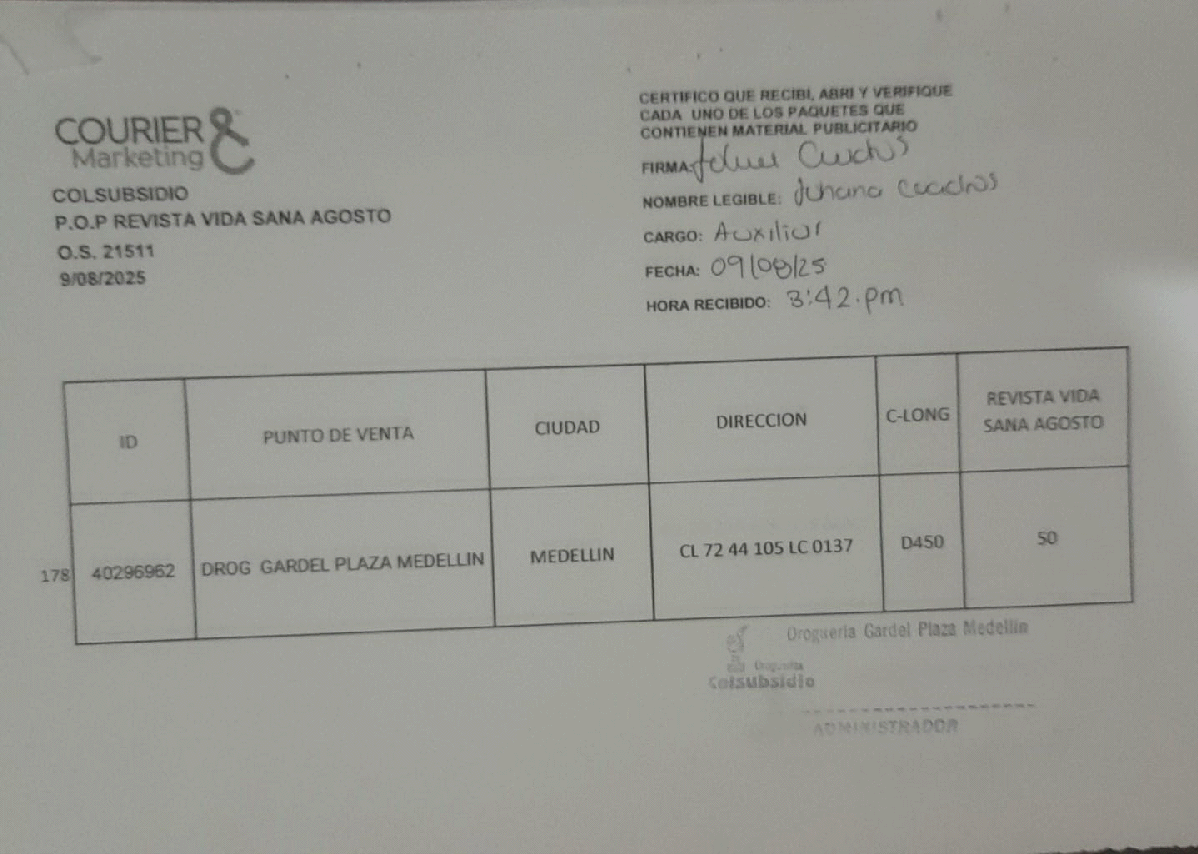 COURIER &
Marketing
COLSUBSIDIO
P.O.P REVISTA VIDA SANA AGOSTO
O.S. 21511
9/08/2025
CERTIFICO QUE RECIBI, ABRI Y VERIFIQUE
CADA UNO DE LOS PAQUETES QUE
CONTIENEN MATERIAL PUBLICITARIO
FIRMA:
NOMBRE LEGIBLE: Juhana Cuadros
CARGO: Auxiliar
FECHA: 09/08/25
HORA RECIBIDO: 3:42.pm
ID PUNTO DE VENTA CIUDAD DIRECCION C-LONG REVISTA VIDA
SANA AGOSTO
178 40296962 DROG GARDEL PLAZA MEDELLIN MEDELLIN CL 72 44 105 LC 0137 D450 50
Drogueria Gardel Plaza Medellin
Droguería
Colsubsidio
ADMINISTRADOR